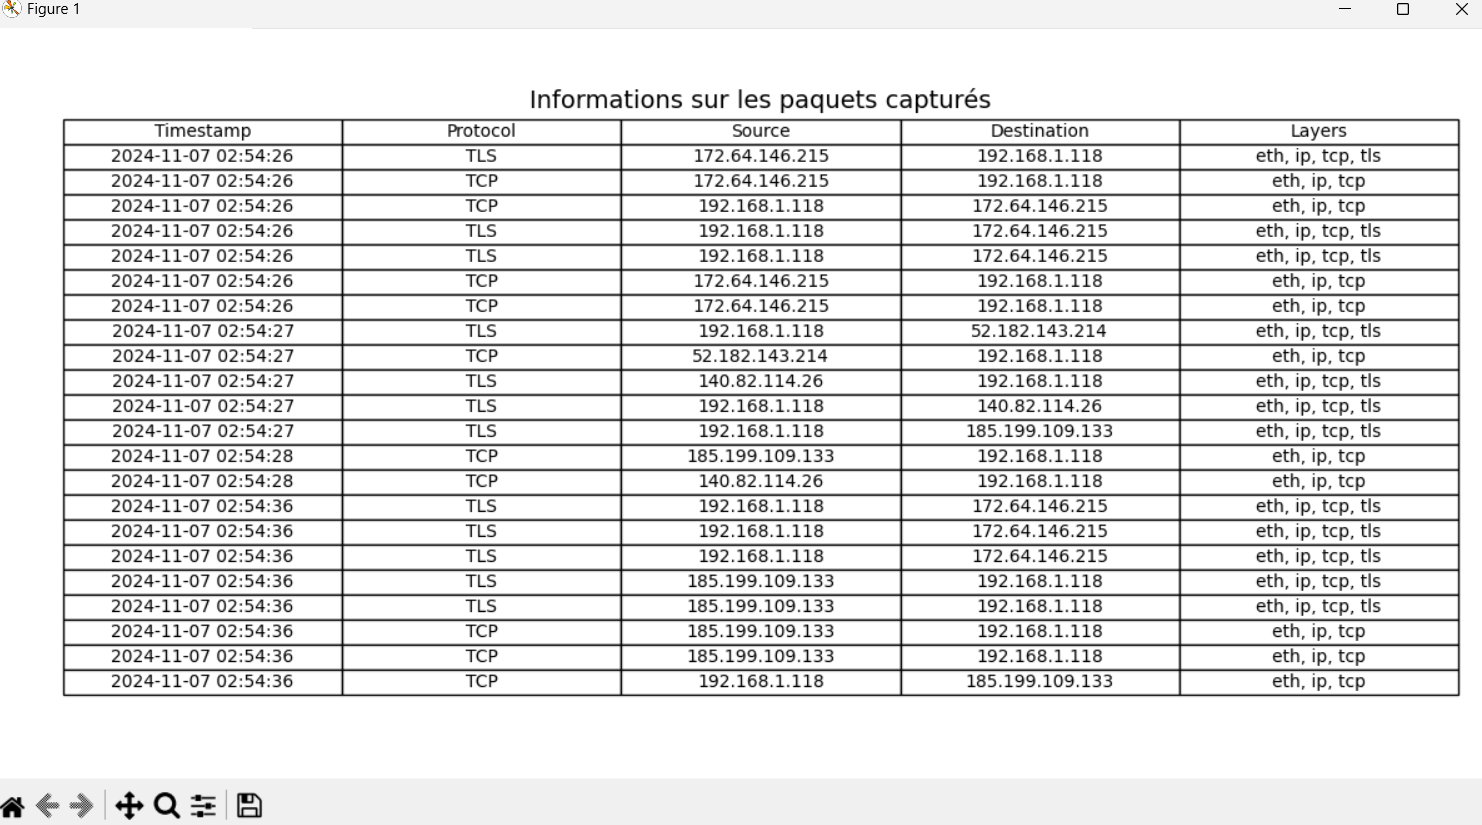 Figure 1
Informations sur les paquets capturés
Timestamp Protocol Source Destination Layers
2024-11-07 02:54:26 TLS 172.64.146.215 192.168.1.118 eth, ip, tcp, tls
2024-11-07 02:54:26 TCP 172.64.146.215 192.168.1.118 eth, ip, tcp
2024-11-07 02:54:26 TCP 192.168.1.118 172.64.146.215 eth, ip, tcp
2024-11-07 02:54:26 TLS 192.168.1.118 172.64.146.215 eth, ip, tcp, tls
2024-11-07 02:54:26 TLS 192.168.1.118 172.64.146.215 eth, ip, tcp, tls
2024-11-07 02:54:26 TCP 172.64.146.215 192.168.1.118 eth, ip, tcp
2024-11-07 02:54:26 TCP 172.64.146.215 192.168.1.118 eth, ip, tcp
2024-11-07 02:54:27 TLS 192.168.1.118 52.182.143.214 eth, ip, tcp, tls
2024-11-07 02:54:27 TCP 52.182.143.214 192.168.1.118 eth, ip, tcp
2024-11-07 02:54:27 TLS 140.82.114.26 192.168.1.118 eth, ip, tcp, tls
2024-11-07 02:54:27 TLS 192.168.1.118 140.82.114.26 eth, ip, tcp, tls
2024-11-07 02:54:27 TLS 192.168.1.118 185.199.109.133 eth, ip, tcp, tls
2024-11-07 02:54:28 TCP 185.199.109.133 192.168.1.118 eth, ip, tcp
2024-11-07 02:54:28 TCP 140.82.114.26 192.168.1.118 eth, ip, tcp
2024-11-07 02:54:36 TLS 192.168.1.118 172.64.146.215 eth, ip, tcp, tls
2024-11-07 02:54:36 TLS 192.168.1.118 172.64.146.215 eth, ip, tcp, tls
2024-11-07 02:54:36 TLS 192.168.1.118 172.64.146.215 eth, ip, tcp, tls
2024-11-07 02:54:36 TLS 185.199.109.133 192.168.1.118 eth, ip, tcp, tls
2024-11-07 02:54:36 TLS 185.199.109.133 192.168.1.118 eth, ip, tcp, tls
2024-11-07 02:54:36 TCP 185.199.109.133 192.168.1.118 eth, ip, tcp
2024-11-07 02:54:36 TCP 185.199.109.133 192.168.1.118 eth, ip, tcp
2024-11-07 02:54:36 TCP 192.168.1.118 185.199.109.133 eth, ip, tcp